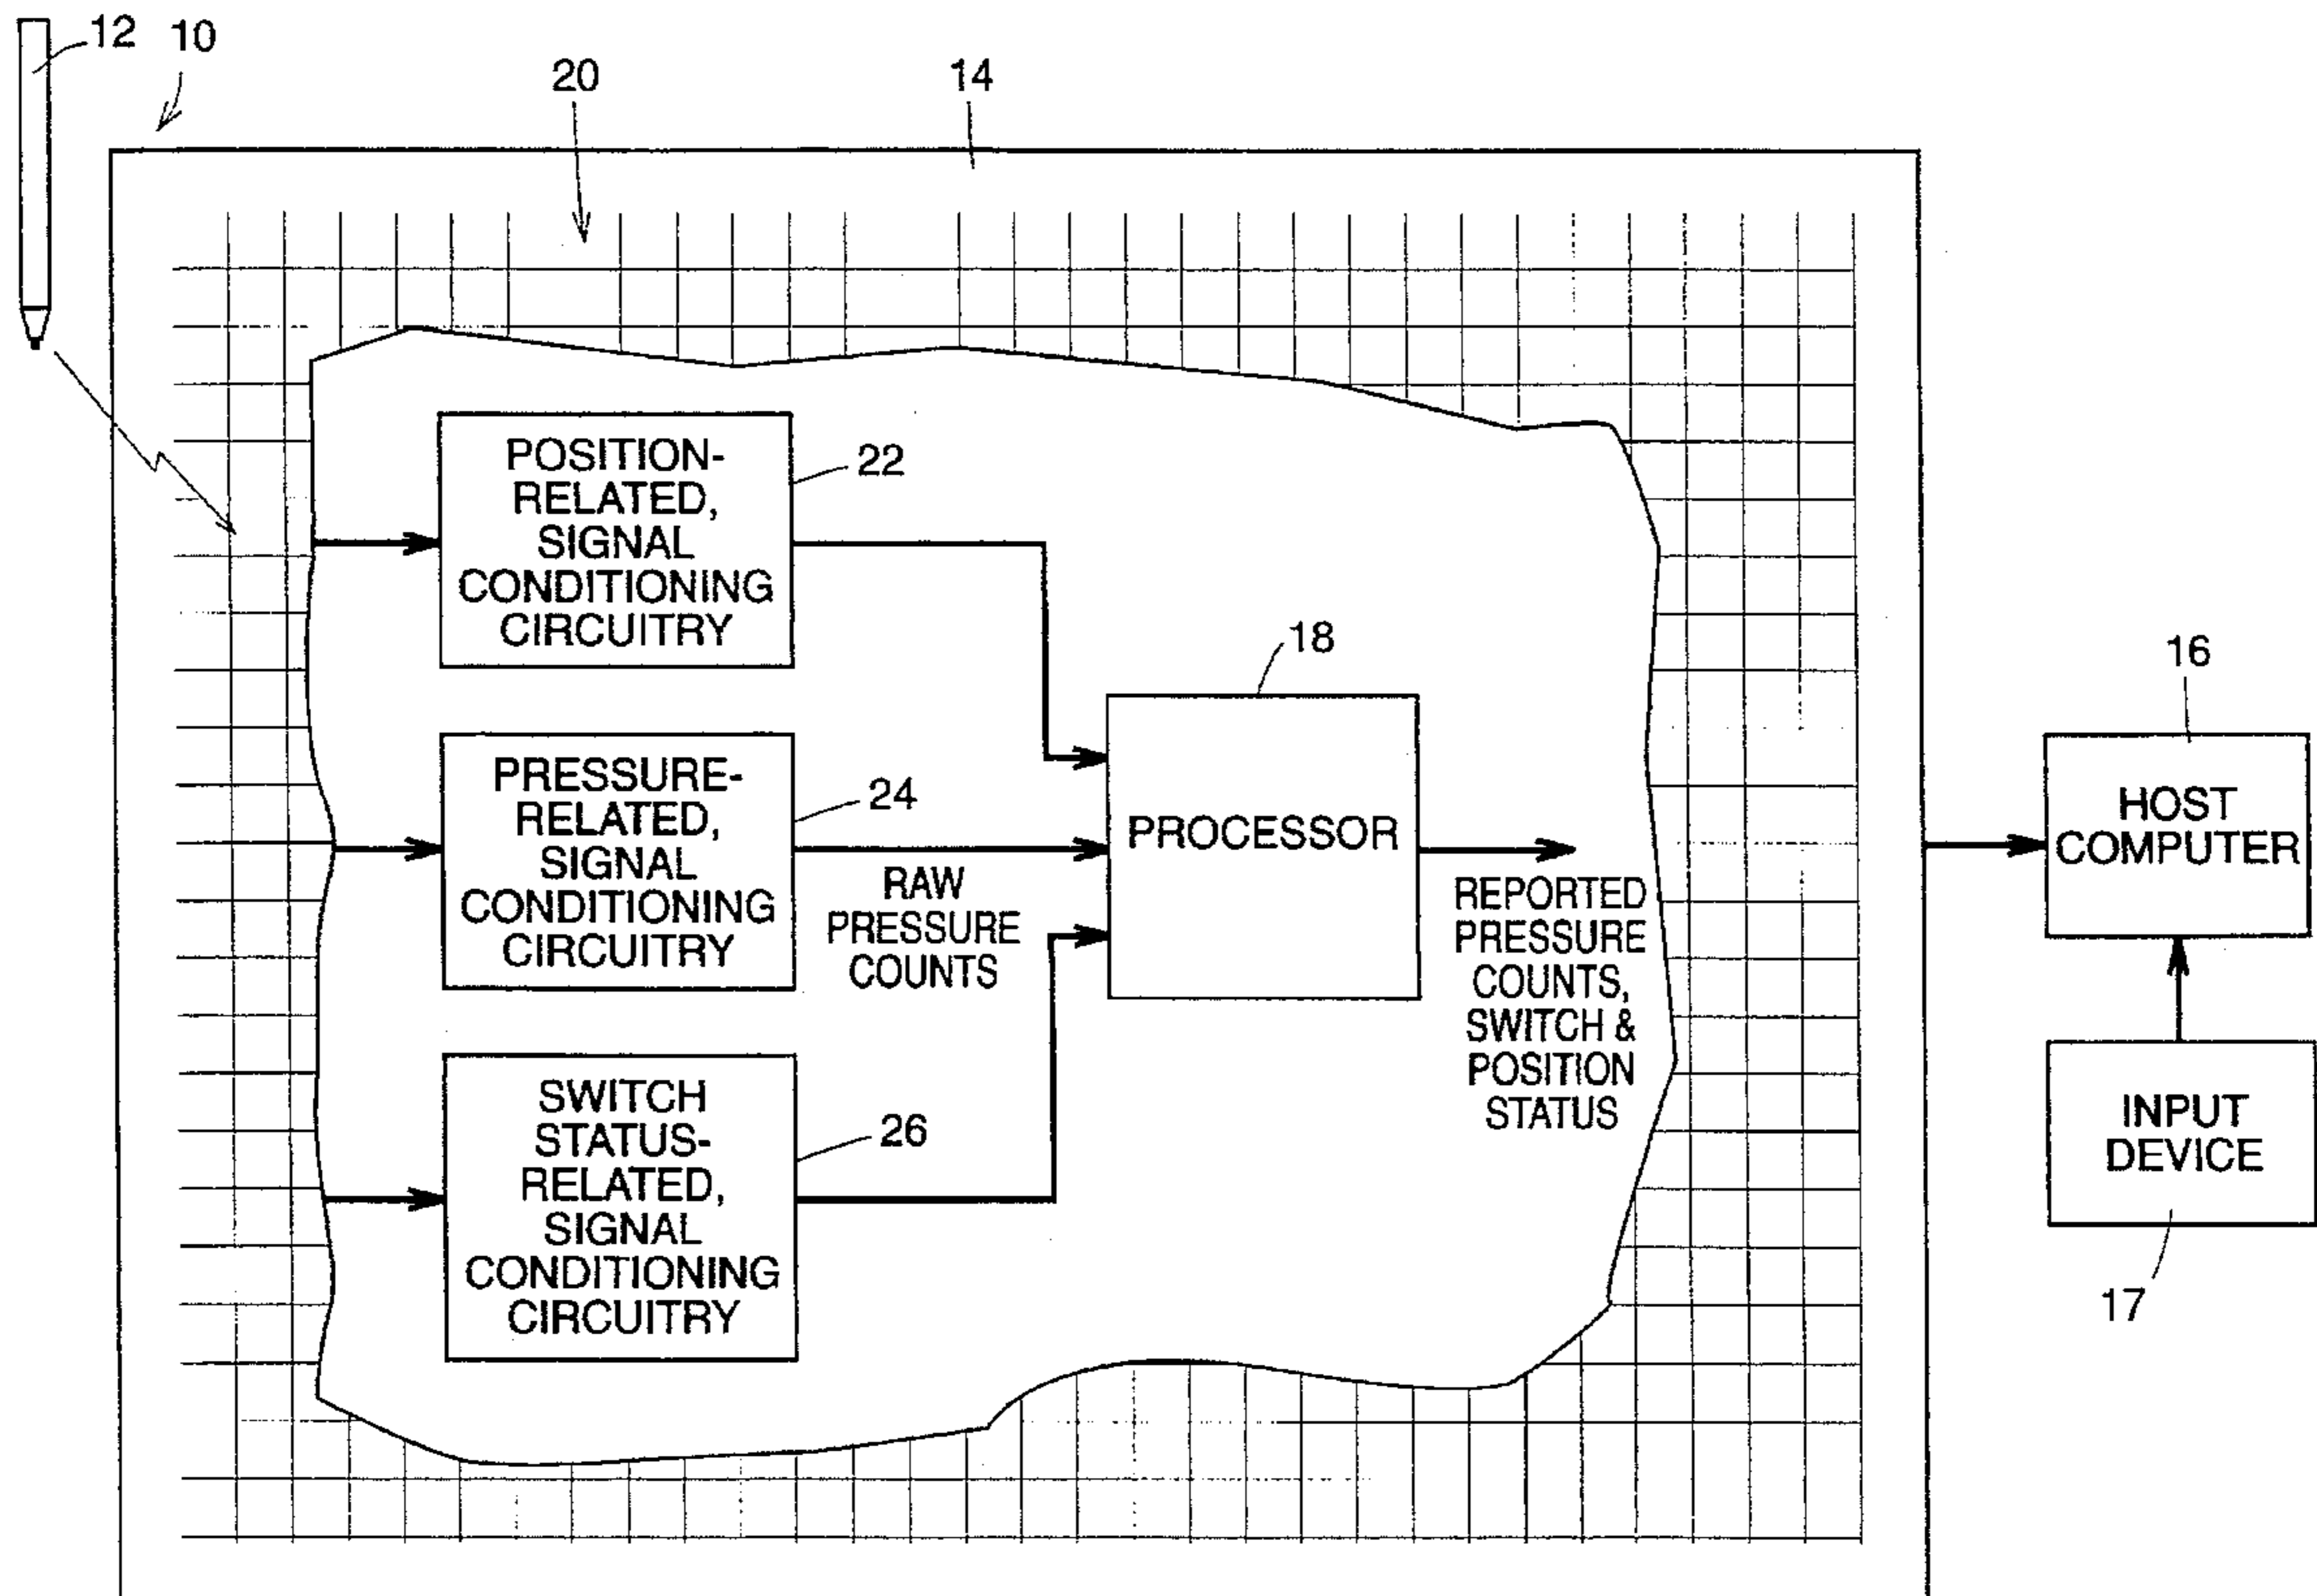 12
10
20
14
POSITION-
RELATED,
SIGNAL
CONDITIONING
CIRCUITRY
22
18
16
PRESSURE-
RELATED,
SIGNAL
CONDITIONING
CIRCUITRY
24
RAW
PRESSURE
COUNTS
PROCESSOR
REPORTED
PRESSURE
COUNTS,
SWITCH &
POSITION
STATUS
HOST
COMPUTER
SWITCH
STATUS-
RELATED,
SIGNAL
CONDITIONING
CIRCUITRY
26
INPUT
DEVICE
17